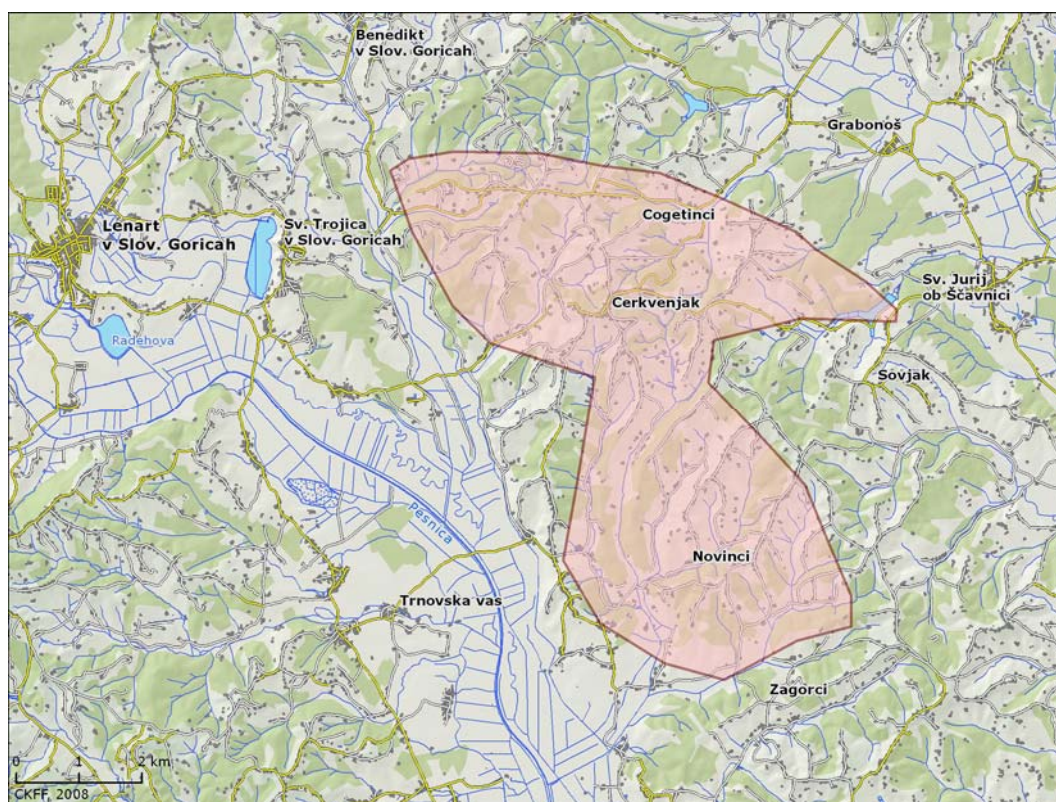 Benedikt
v Slov. Goricah
Grabonoš
Lenart
v Slov. Goricah
Sv. Trojica
v Slov. Goricah
Cogetinci
Cerkvenjak
Sv. Jurij
ob Ščavnici
Radehova
Sovjak
Pesnica
Novinci
Trnovska vas
Zagorci
0 1 2 km
CKFF, 2008